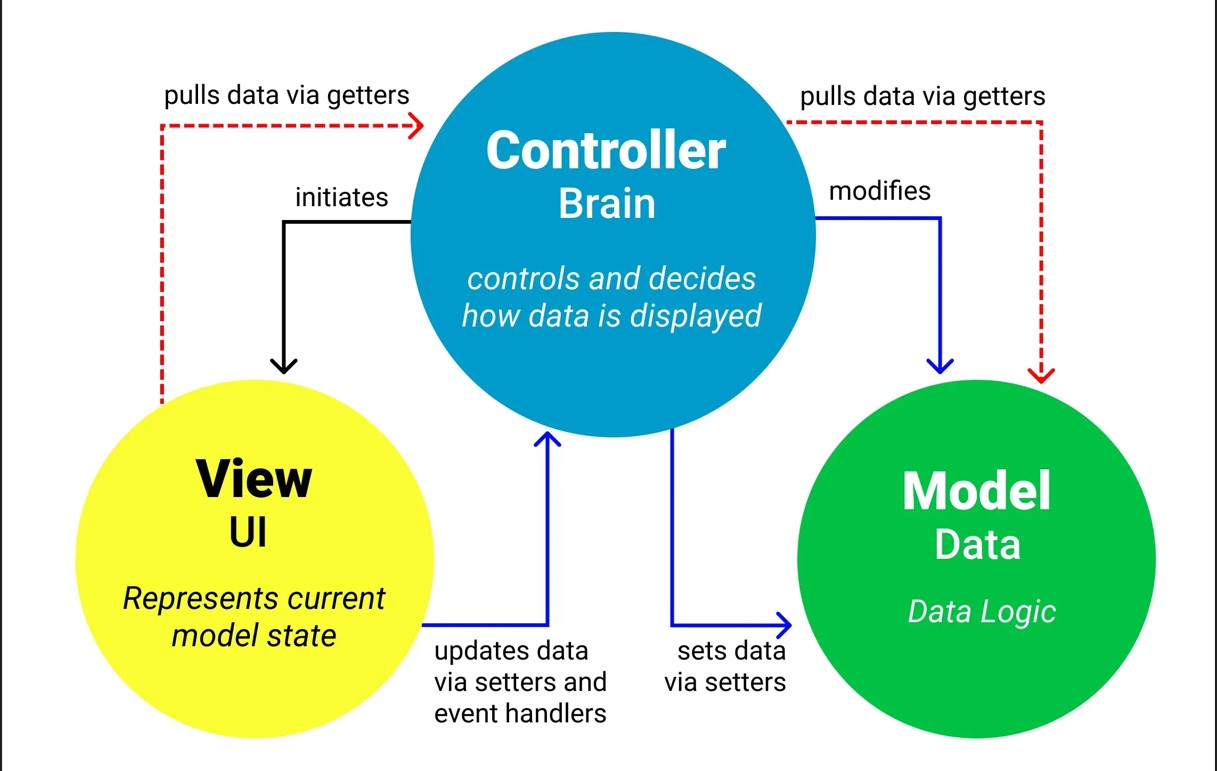 pulls data via getters
pulls data via getters
Controller
Brain
controls and decides
how data is displayed
initiates
modifies
View
UI
Represents current
model state
Model
Data
Data Logic
updates data
via setters and
event handlers
sets data
via setters